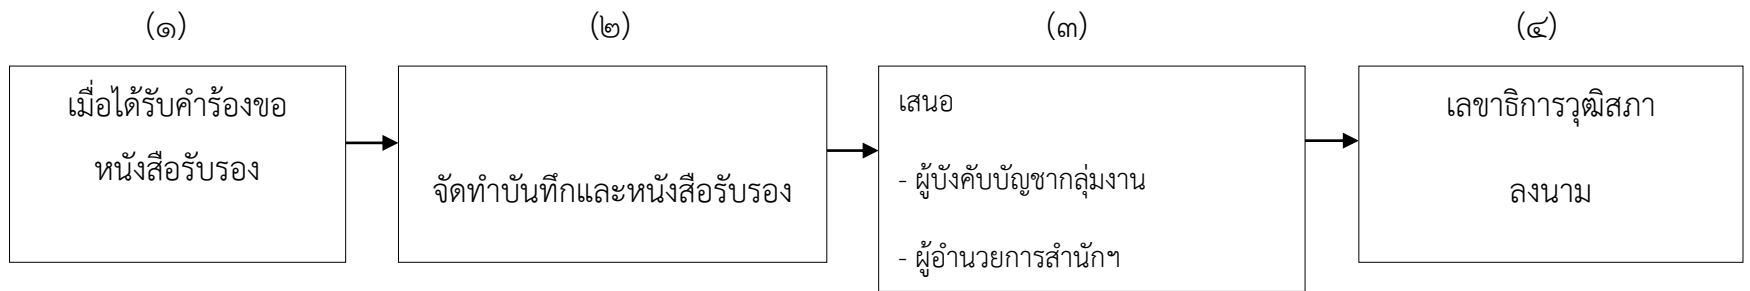 (๑)
(๒)
(๓)
(๔)
เมื่อได้รับคำร้องขอ
หนังสือรับรอง
จัดทำบันทึกและหนังสือรับรอง
เสนอ
- ผู้บังคับบัญชากลุ่มงาน
- ผู้อำนวยการสำนักฯ
เลขาธิการวุฒิสภา
ลงนาม